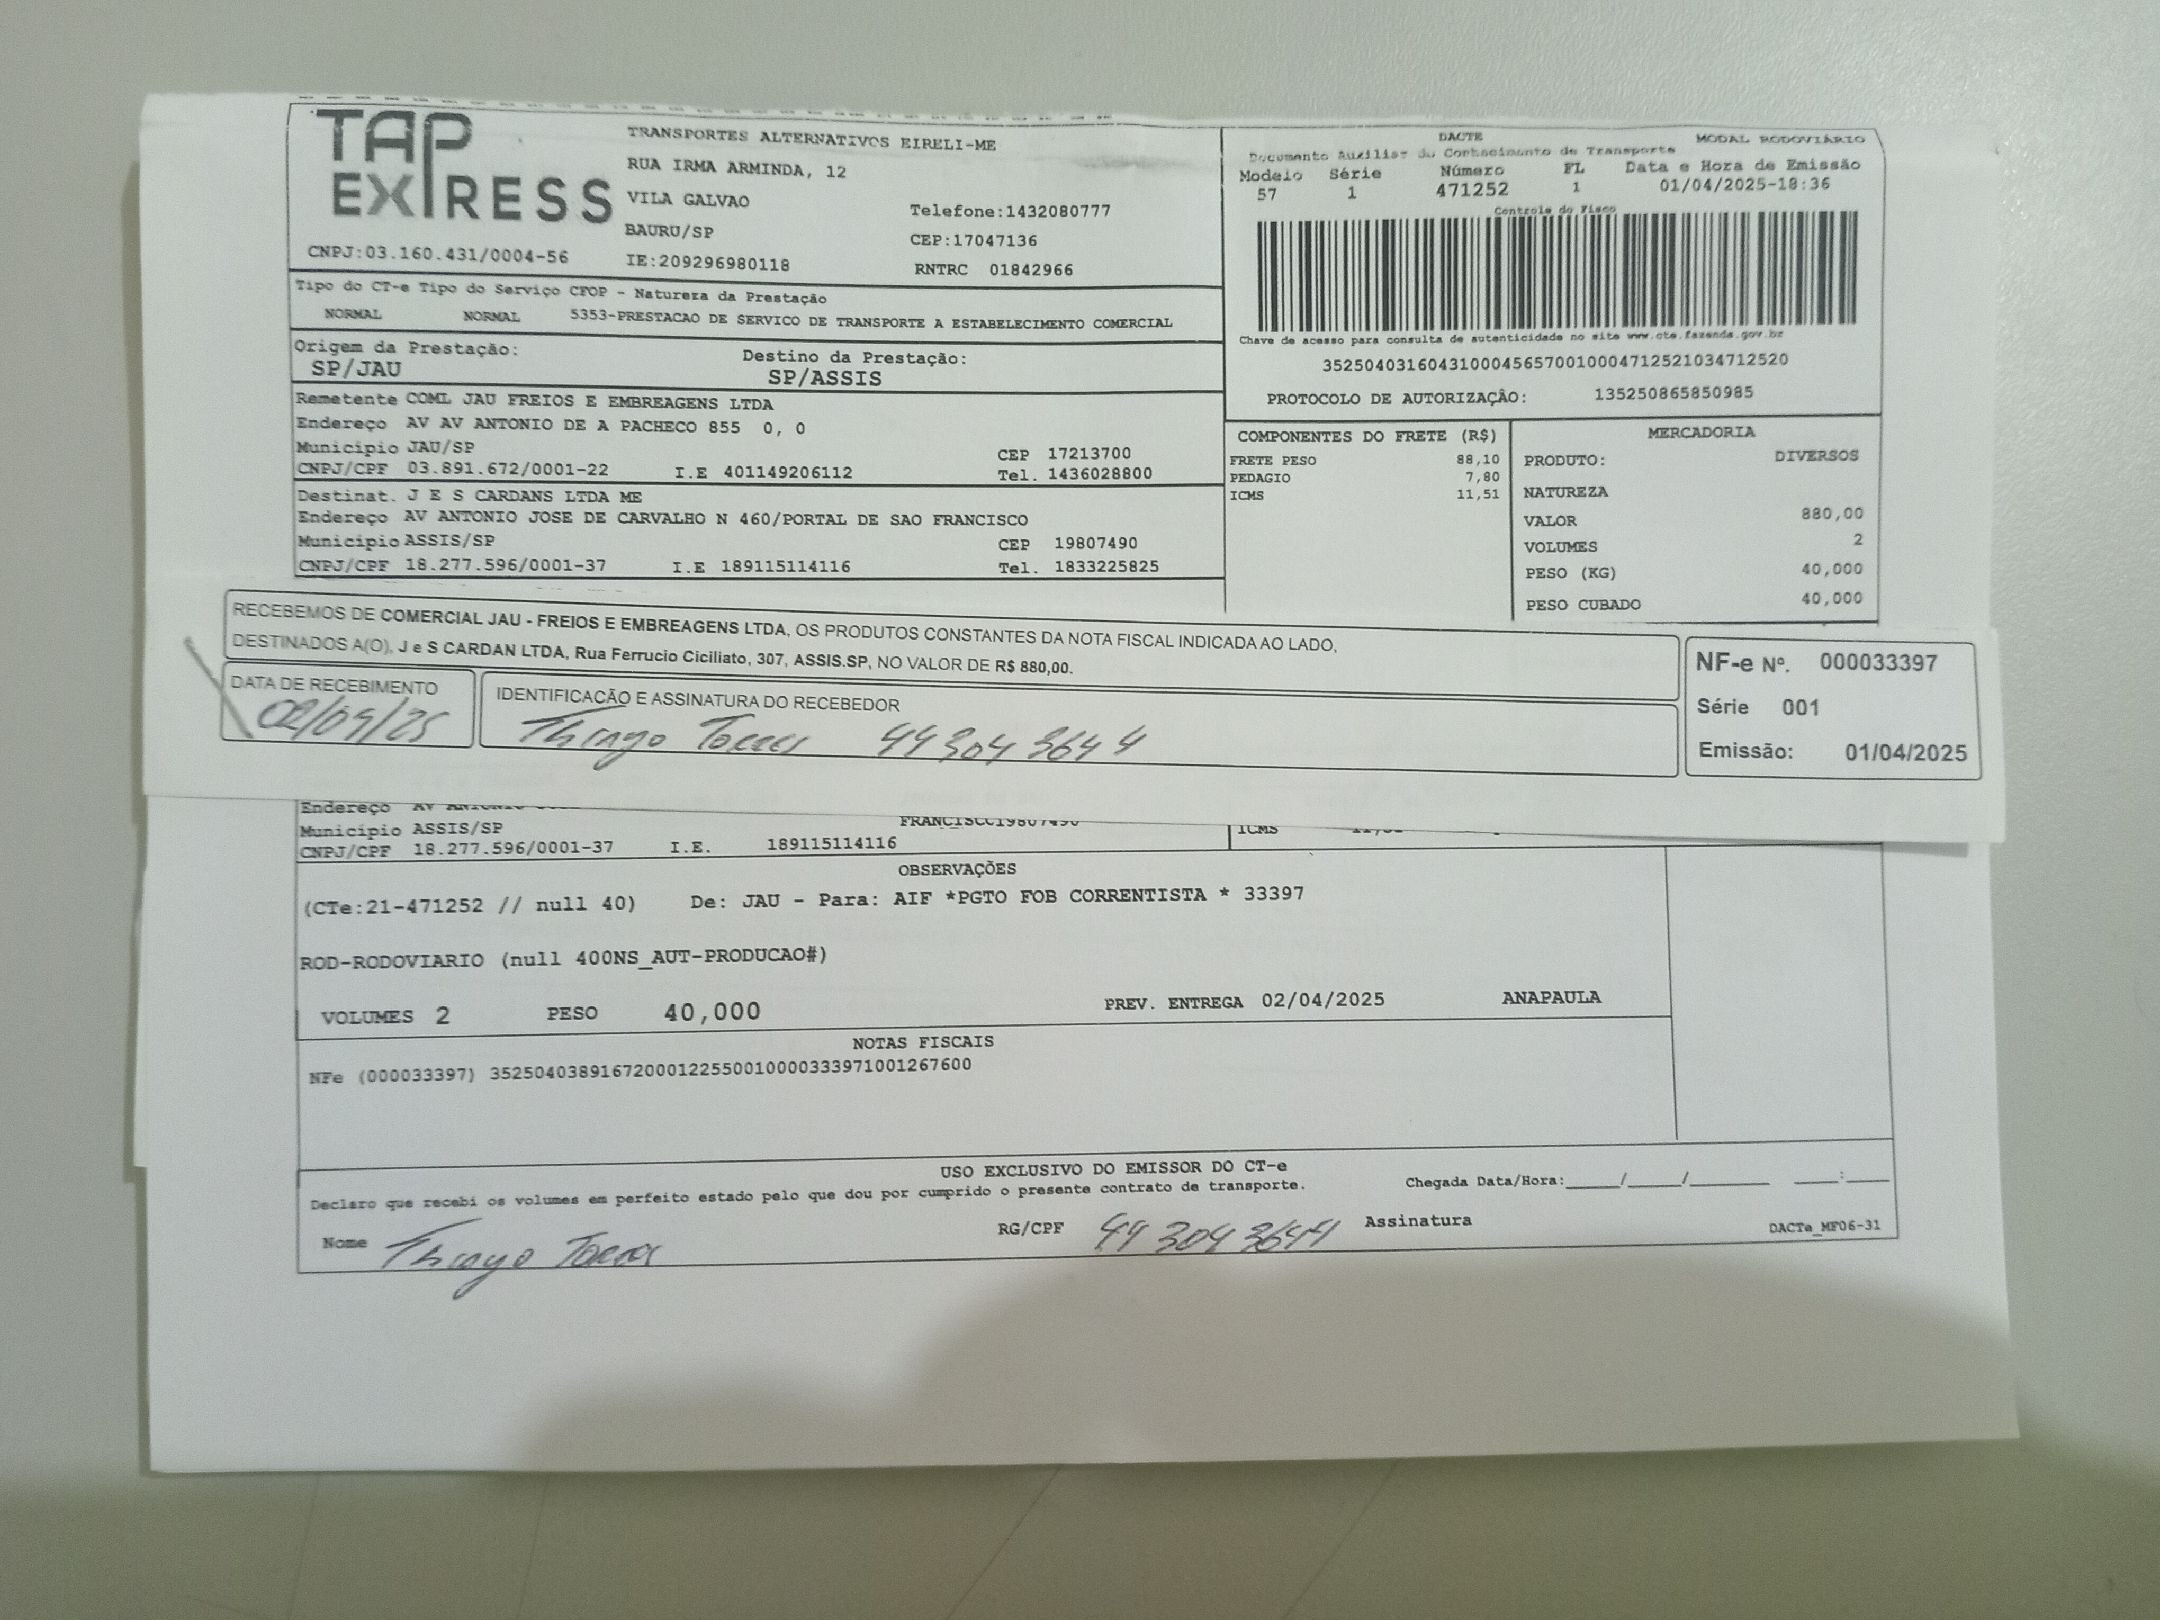 TAP EXPRESS
TRANSPORTES ALTERNATIVOS EIRELI-ME
RUA IRMA ARMINDA, 12
VILA GALVAO
Telefone:1432080777
BAURU/SP
CEP:17047136
CNPJ:03.160.431/0004-56
IE:209296980118
RNTRC 01842966
DACTE
MODAL RODOVIÁRIO
Documento Auxiliar do Conhecimento de Transporte
Modelo Série Número FL Data e Hora de Emissão
57 1 471252 1 01/04/2025-18:36
Controle do Fisco
Chave de acesso para consulta de autenticidade no site www.cte.fazenda.gov.br
35250403160431000456570010004712521034712520
PROTOCOLO DE AUTORIZAÇÃO: 135250865850985
Tipo do CT-e Tipo do Serviço CFOP - Natureza da Prestação
NORMAL NORMAL 5353-PRESTACAO DE SERVICO DE TRANSPORTE A ESTABELECIMENTO COMERCIAL
Origem da Prestação: Destino da Prestação:
SP/JAU SP/ASSIS
Remetente COML JAU FREIOS E EMBREAGENS LTDA
Endereço AV AV ANTONIO DE A PACHECO 855 0, 0
Município JAU/SP CEP 17213700
CNPJ/CPF 03.891.672/0001-22 I.E 401149206112 Tel. 1436028800
Destinat. J E S CARDANS LTDA ME
Endereço AV ANTONIO JOSE DE CARVALHO N 460/PORTAL DE SAO FRANCISCO
Município ASSIS/SP CEP 19807490
CNPJ/CPF 18.277.596/0001-37 I.E 189115114116 Tel. 1833225825
COMPONENTES DO FRETE (R$)
FRETE PESO 88,10
PEDAGIO 7,80
ICMS 11,51
MERCADORIA
PRODUTO: DIVERSOS
NATUREZA
VALOR 880,00
VOLUMES 2
PESO (KG) 40,000
PESO CUBADO 40,000
RECEBEMOS DE COMERCIAL JAU - FREIOS E EMBREAGENS LTDA, OS PRODUTOS CONSTANTES DA NOTA FISCAL INDICADA AO LADO,
DESTINADOS A(O), J e S CARDAN LTDA, Rua Ferrucio Ciciliato, 307, ASSIS.SP, NO VALOR DE R$ 880,00.
DATA DE RECEBIMENTO
02/04/25
IDENTIFICAÇÃO E ASSINATURA DO RECEBEDOR
Thiago Torres 443043644
NF-e Nº. 000033397
Série 001
Emissão: 01/04/2025
Endereço AV
Município ASSIS/SP
CNPJ/CPF 18.277.596/0001-37 I.E. 189115114116
ICMS
OBSERVAÇÕES
(CTe:21-471252 // null 40) De: JAU - Para: AIF *PGTO FOB CORRENTISTA * 33397
ROD-RODOVIARIO (null 400NS_AUT-PRODUCAO#)
VOLUMES 2 PESO 40,000 PREV. ENTREGA 02/04/2025 ANAPAULA
NOTAS FISCAIS
NFe (000033397) 35250403891672000122550010000333971001267600
USO EXCLUSIVO DO EMISSOR DO CT-e
Declaro que recebi os volumes em perfeito estado pelo que dou por cumprido o presente contrato de transporte.
Chegada Data/Hora:_____/_____/_______ ____:____
Nome Thiago Torres RG/CPF 443043644 Assinatura
DACTe_MF06-31